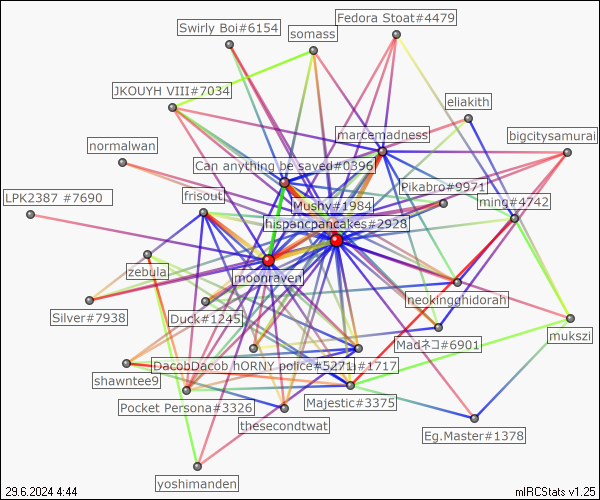 Swirly Boi#6154
Fedora Stoat#4479
somass
JKOUYH VIII#7034
eliakith
marcemadness
bigcitysamurai
normalwan
Can anything be saved#0396
Pikabro#9971
LPK2387 #7690
frisout
Mushy#1984
ming#4742
hispancpancakes#2928
zebula
moonraven
neokingghidorah
Silver#7938
Duck#1245
mukszi
Madネコ#6901
DacobDacob hORNY police#5271
#1717
shawntee9
Pocket Persona#3326
Majestic#3375
thesecondtwat
Eg.Master#1378
yoshimanden
29.6.2024 4:44
mIRCStats v1.25